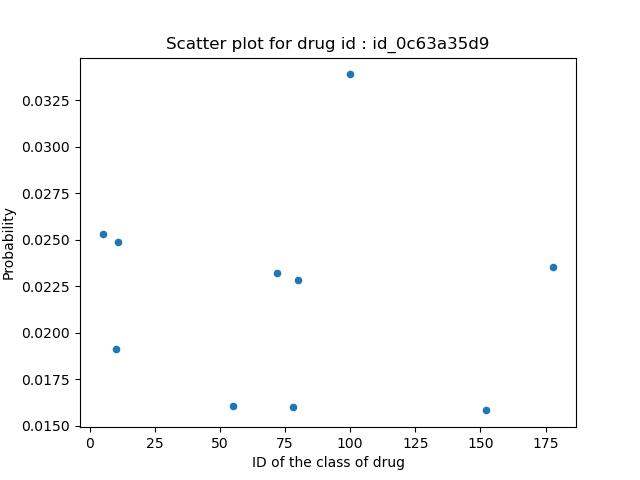 Scatter plot for drug id : id_0c63a35d9
0.0325
0.0300
0.0275
0.0250
0.0225
0.0200
0.0175
0.0150
Probability
0 25 50 75 100 125 150 175
ID of the class of drug